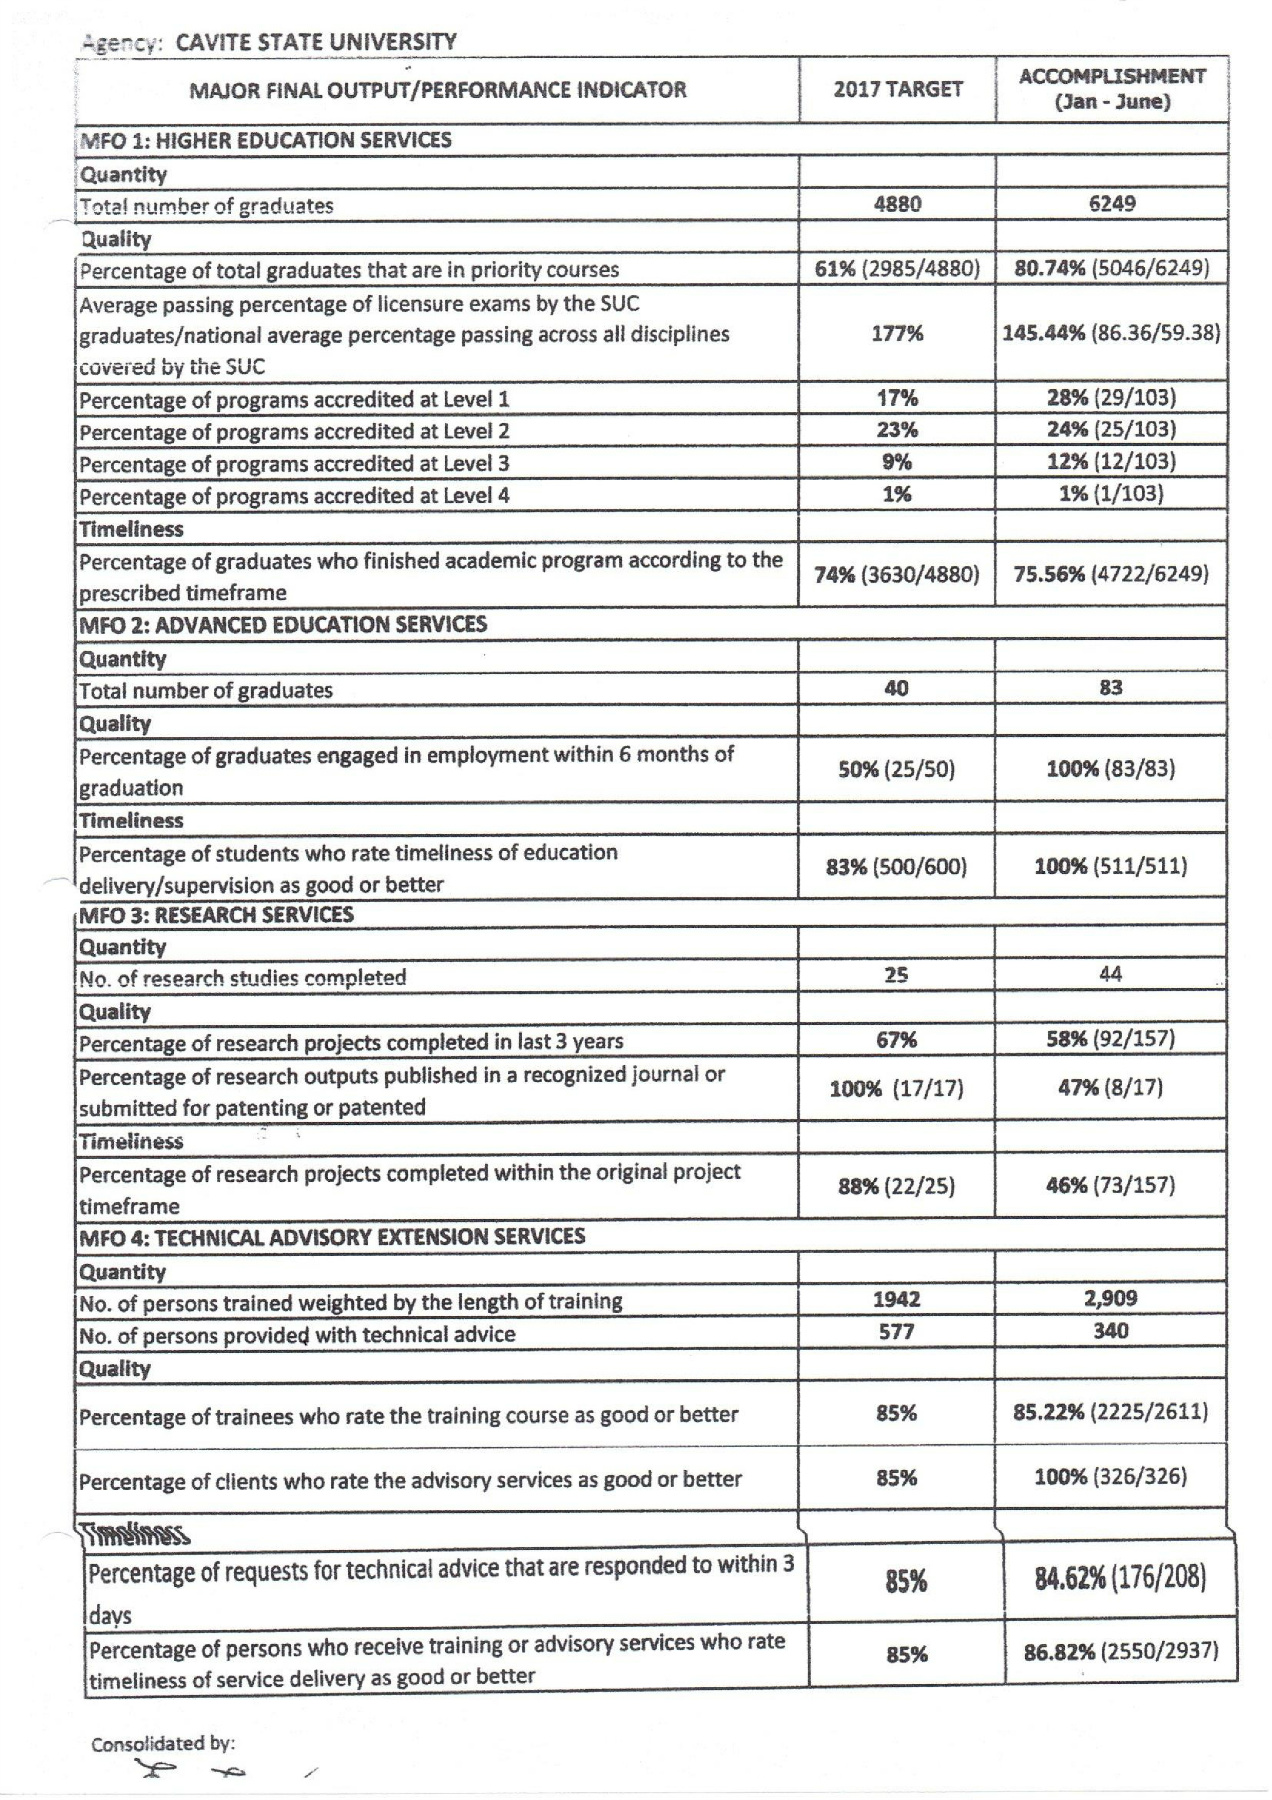 Agency: CAVITE STATE UNIVERSITY
MAJOR FINAL OUTPUT/PERFORMANCE INDICATOR 2017 TARGET ACCOMPLISHMENT
(Jan - June)
MFO 1: HIGHER EDUCATION SERVICES
Quantity
Total number of graduates 4880 6249
Quality
Percentage of total graduates that are in priority courses 61% (2985/4880) 80.74% (5046/6249)
Average passing percentage of licensure exams by the SUC
graduates/national average percentage passing across all disciplines 177% 145.44% (86.36/59.38)
covered by the SUC
Percentage of programs accredited at Level 1 17% 28% (29/103)
Percentage of programs accredited at Level 2 23% 24% (25/103)
Percentage of programs accredited at Level 3 9% 12% (12/103)
Percentage of programs accredited at Level 4 1% 1% (1/103)
Timeliness
Percentage of graduates who finished academic program according to the
prescribed timeframe 74% (3630/4880) 75.56% (4722/6249)
MFO 2: ADVANCED EDUCATION SERVICES
Quantity
Total number of graduates 40 83
Quality
Percentage of graduates engaged in employment within 6 months of
graduation 50% (25/50) 100% (83/83)
Timeliness
Percentage of students who rate timeliness of education
delivery/supervision as good or better 83% (500/600) 100% (511/511)
MFO 3: RESEARCH SERVICES
Quantity
No. of research studies completed 25 44
Quality
Percentage of research projects completed in last 3 years 67% 58% (92/157)
Percentage of research outputs published in a recognized journal or
submitted for patenting or patented 100% (17/17) 47% (8/17)
Timeliness
Percentage of research projects completed within the original project
timeframe 88% (22/25) 46% (73/157)
MFO 4: TECHNICAL ADVISORY EXTENSION SERVICES
Quantity
No. of persons trained weighted by the length of training 1942 2,909
No. of persons provided with technical advice 577 340
Quality
Percentage of trainees who rate the training course as good or better 85% 85.22% (2225/2611)
Percentage of clients who rate the advisory services as good or better 85% 100% (326/326)
Timeliness
Percentage of requests for technical advice that are responded to within 3
days 85% 84.62% (176/208)
Percentage of persons who receive training or advisory services who rate
timeliness of service delivery as good or better 85% 86.82% (2550/2937)
Consolidated by: